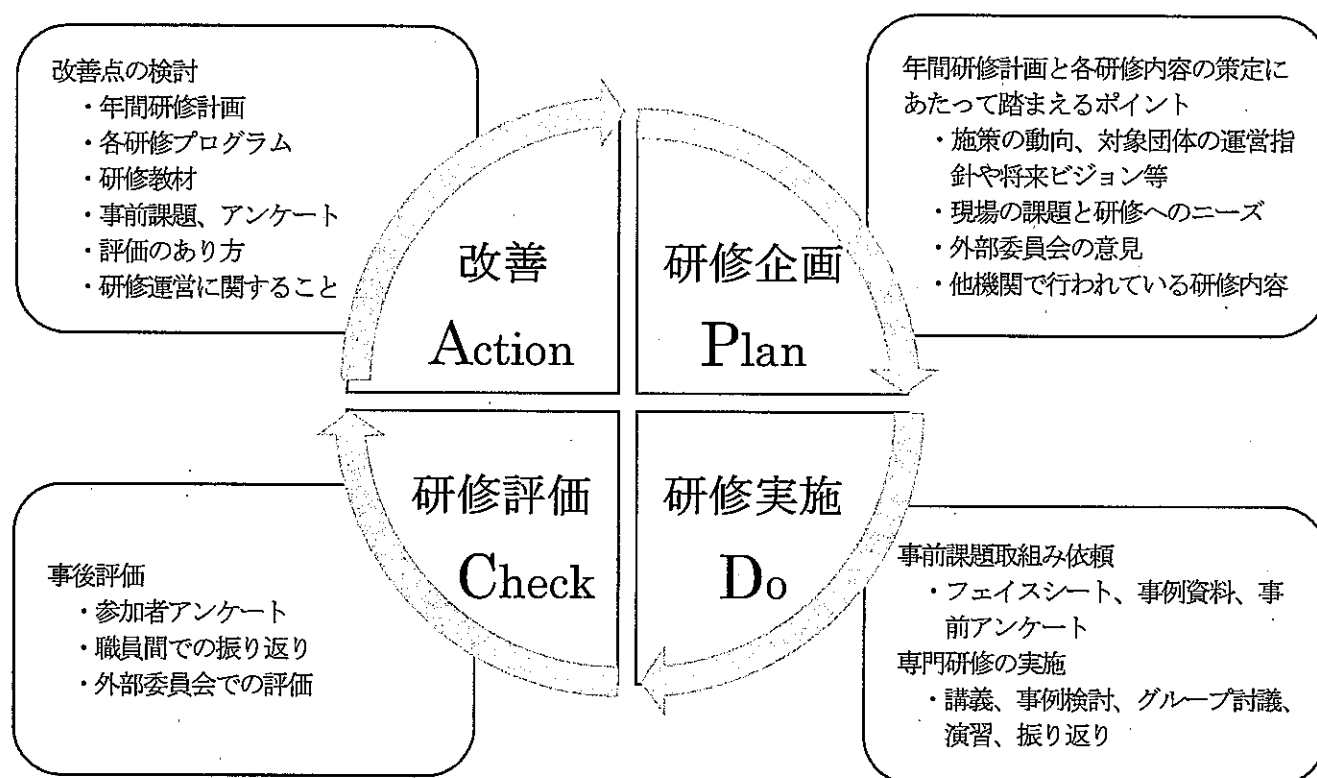 改善点の検討
・年間研修計画
・各研修プログラム
・研修教材
・事前課題、アンケート
・評価のあり方
・研修運営に関すること
年間研修計画と各研修内容の策定に
あたって踏まえるポイント
・施策の動向、対象団体の運営指
針や将来ビジョン等
・現場の課題と研修へのニーズ
・外部委員会の意見
・他機関で行われている研修内容
改善
Action
研修企画
Plan
研修評価
Check
研修実施
Do
事後評価
・参加者アンケート
・職員間での振り返り
・外部委員会での評価
事前課題取組み依頼
・フェイスシート、事例資料、事
前アンケート
専門研修の実施
・講義、事例検討、グループ討議、
演習、振り返り